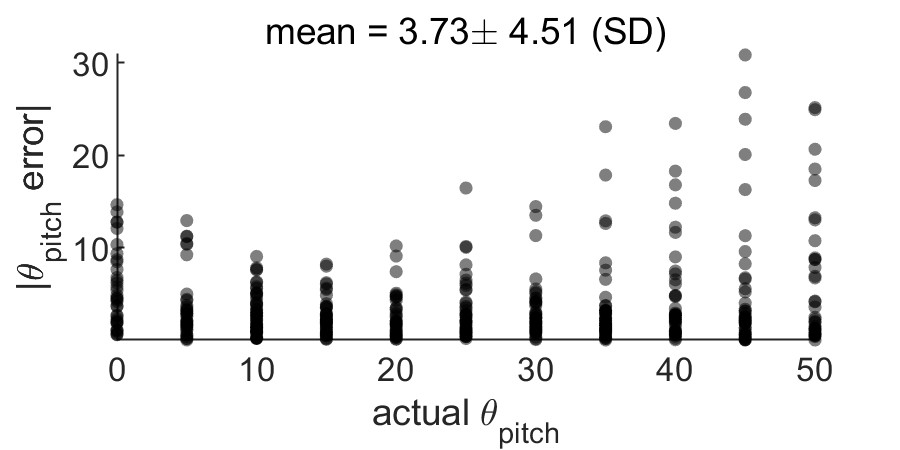 mean = 3.73± 4.51 (SD)
|θpitch error|
30
20
10
0 10 20 30 40 50
actual θpitch